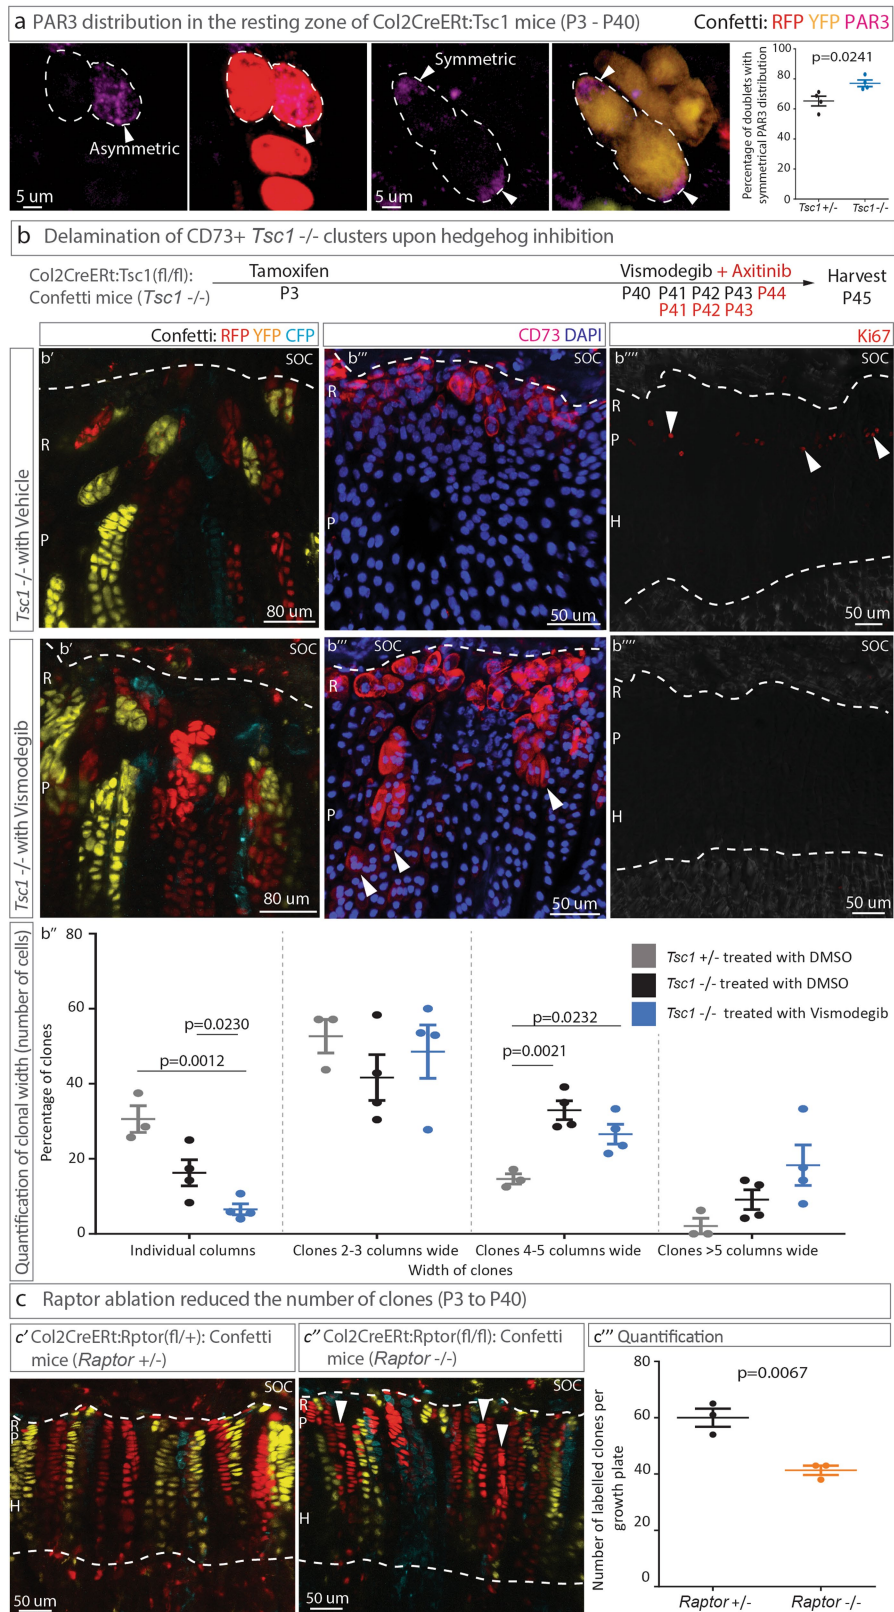 a PAR3 distribution in the resting zone of Col2CreERt:Tsc1 mice (P3 - P40)
Confetti: RFP YFP PAR3
Asymmetric
5 um
Symmetric
5 um
p=0.0241
Percentage of doublets with
symmetrical PAR3 distribution
100
80
60
40
20
0
Tsc1 +/-
Tsc1 -/-
b Delamination of CD73+ Tsc1 -/- clusters upon hedgehog inhibition
Col2CreERt:Tsc1(fl/fl):
Confetti mice (Tsc1 -/-)
Tamoxifen
P3
Vismodegib + Axitinib
P40 P41 P42 P43 P44
P41 P42 P43
Harvest
P45
Confetti: RFP YFP CFP
CD73 DAPI
Ki67
Tsc1 -/- with Vehicle
b'
SOC
R
P
80 um
b'''
SOC
R
P
50 um
b''''
SOC
R
P
H
50 um
Tsc1 -/- with Vismodegib
b'
SOC
R
P
80 um
b'''
SOC
R
P
50 um
b''''
SOC
R
P
H
50 um
Quantification of clonal width (number of cells)
b''
Percentage of clones
80
60
40
20
0
p=0.0230
p=0.0012
p=0.0232
p=0.0021
Tsc1 +/- treated with DMSO
Tsc1 -/- treated with DMSO
Tsc1 -/- treated with Vismodegib
Individual columns
Clones 2-3 columns wide
Clones 4-5 columns wide
Clones >5 columns wide
Width of clones
c Raptor ablation reduced the number of clones (P3 to P40)
c' Col2CreERt:Rptor(fl/+): Confetti
mice (Raptor +/-)
SOC
R
P
H
50 um
c'' Col2CreERt:Rptor(fl/fl): Confetti
mice (Raptor -/-)
SOC
R
P
H
50 um
c''' Quantification
p=0.0067
Number of labelled clones per
growth plate
80
60
40
20
0
Raptor +/-
Raptor -/-